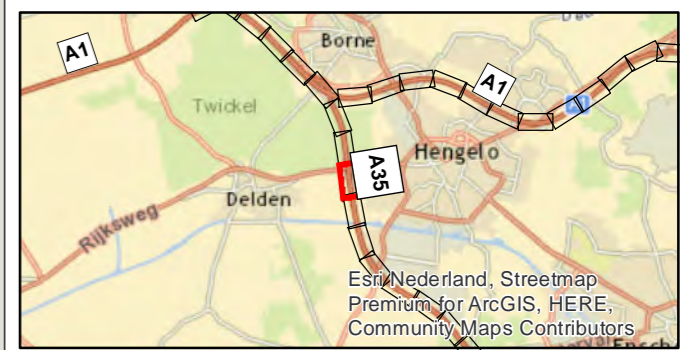 A1
Borne
Twickel
A1
Hengelo
A35
Delden
Rijksweg
Esri Nederland, Streetmap
Premium for ArcGIS, HERE,
Community Maps Contributors